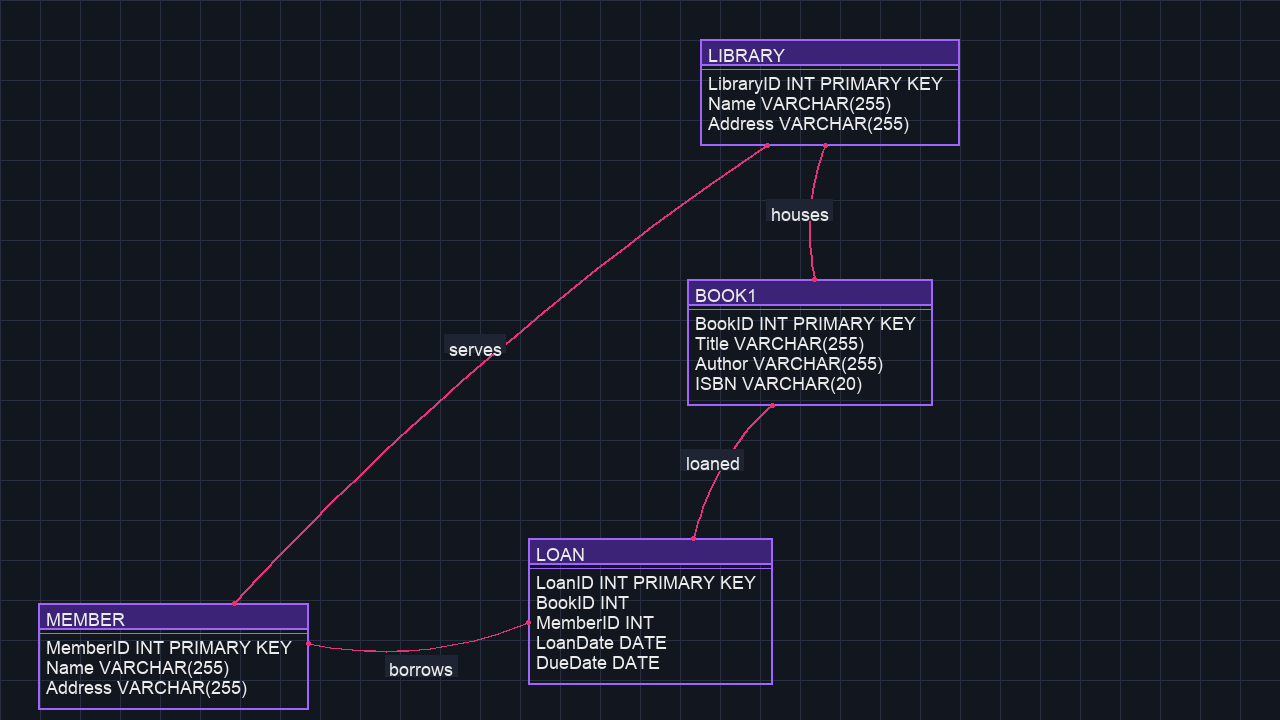 LIBRARY
LibraryID INT PRIMARY KEY
Name VARCHAR(255)
Address VARCHAR(255)
houses
BOOK1
BookID INT PRIMARY KEY
Title VARCHAR(255)
Author VARCHAR(255)
ISBN VARCHAR(20)
serves
loaned
LOAN
LoanID INT PRIMARY KEY
BookID INT
MemberID INT
LoanDate DATE
DueDate DATE
MEMBER
MemberID INT PRIMARY KEY
Name VARCHAR(255)
Address VARCHAR(255)
borrows